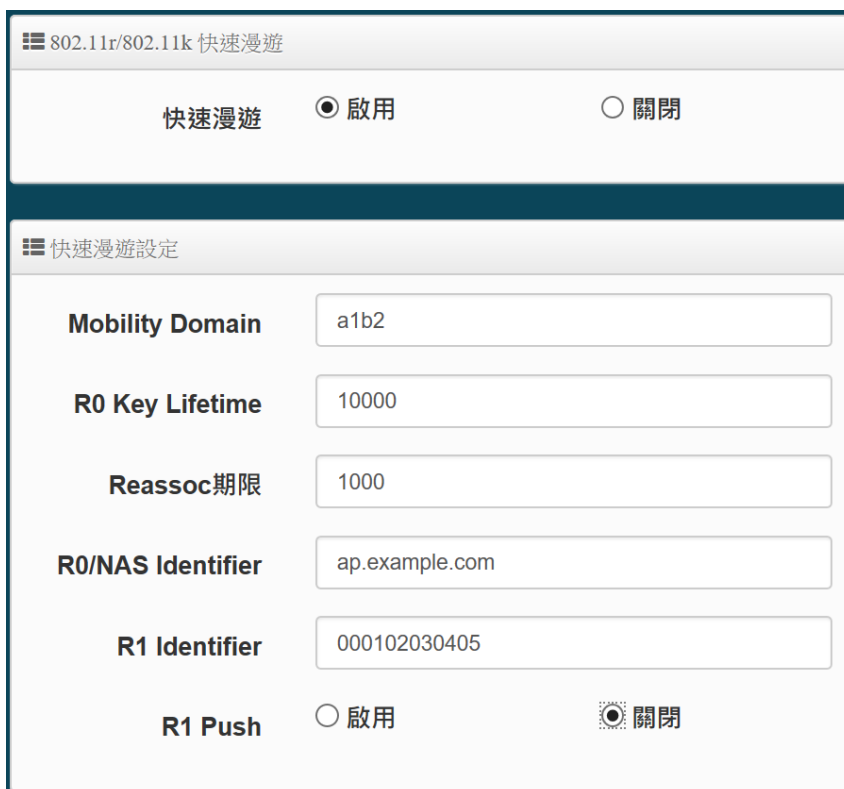 802.11r/802.11k 快速漫遊
快速漫遊 啟用 關閉
快速漫遊設定
Mobility Domain a1b2
R0 Key Lifetime 10000
Reassoc期限 1000
R0/NAS Identifier ap.example.com
R1 Identifier 000102030405
R1 Push 啟用 關閉